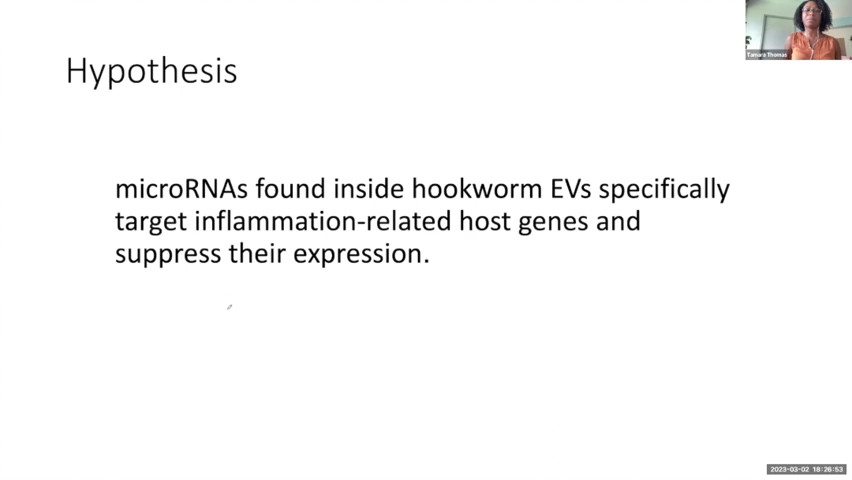 Tamara Thomas
Hypothesis
microRNAs found inside hookworm EVs specifically
target inflammation-related host genes and
suppress their expression.
2023-03-02 18:26:53